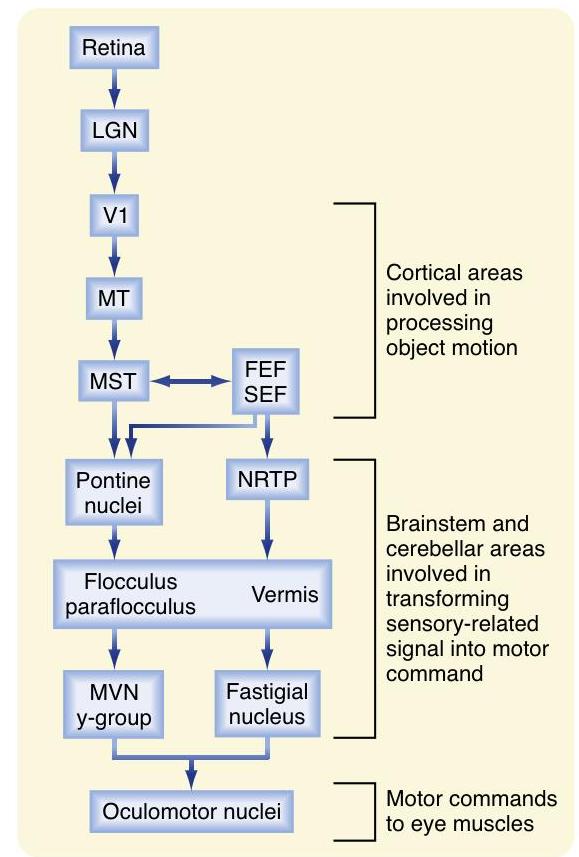 Retina
LGN
V1
MT
MST
FEF
SEF
Cortical areas
involved in
processing
object motion
Pontine
nuclei
NRTP
Flocculus
paraflocculus
Vermis
MVN
y-group
Fastigial
nucleus
Brainstem and
cerebellar areas
involved in
transforming
sensory-related
signal into motor
command
Oculomotor nuclei
Motor commands
to eye muscles